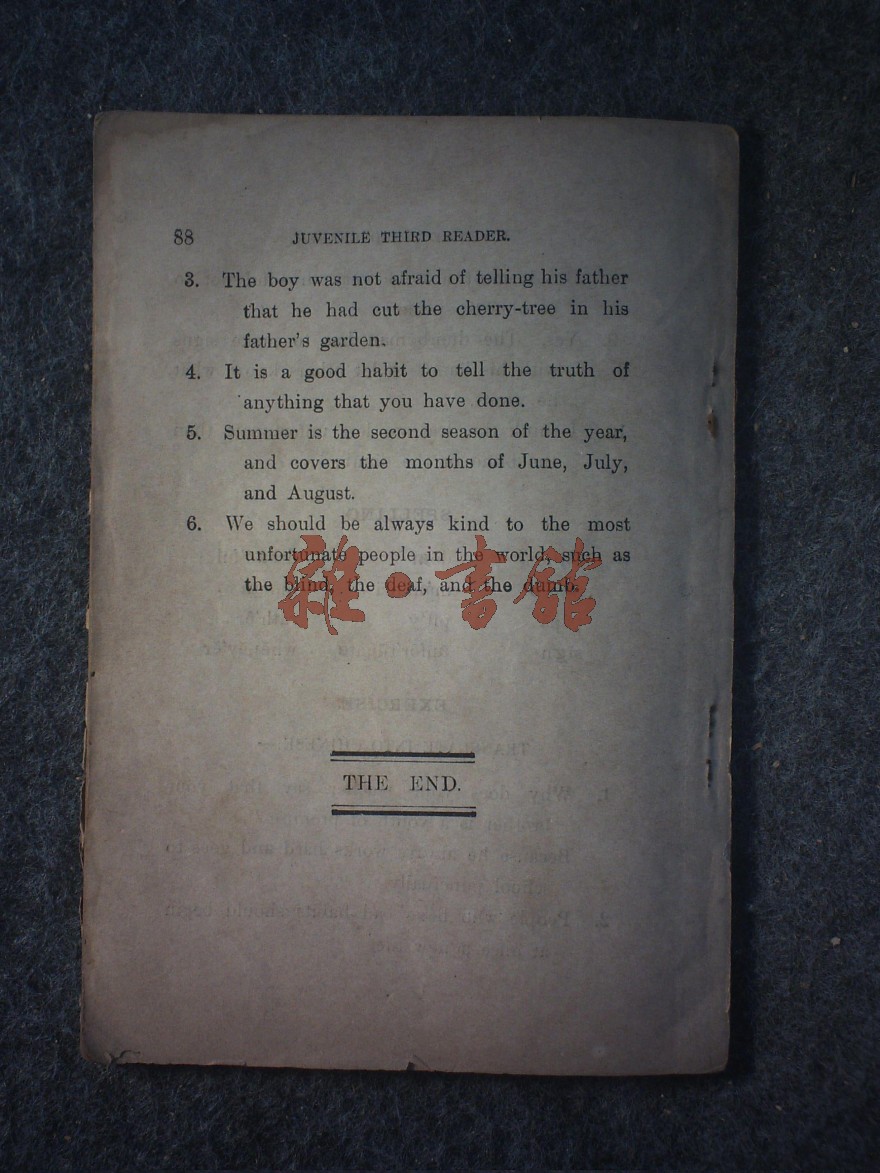 88 JUVENILE THIRD READER.
3. The boy was not afraid of telling his father
that he had cut the cherry-tree in his
father's garden.
4. It is a good habit to tell the truth of
anything that you have done.
5. Summer is the second season of the year,
and covers the months of June, July,
and August.
6. We should be always kind to the most
unfortunate people in the world, such as
the blind, the deaf, and the dumb.
雜·書館
THE END.